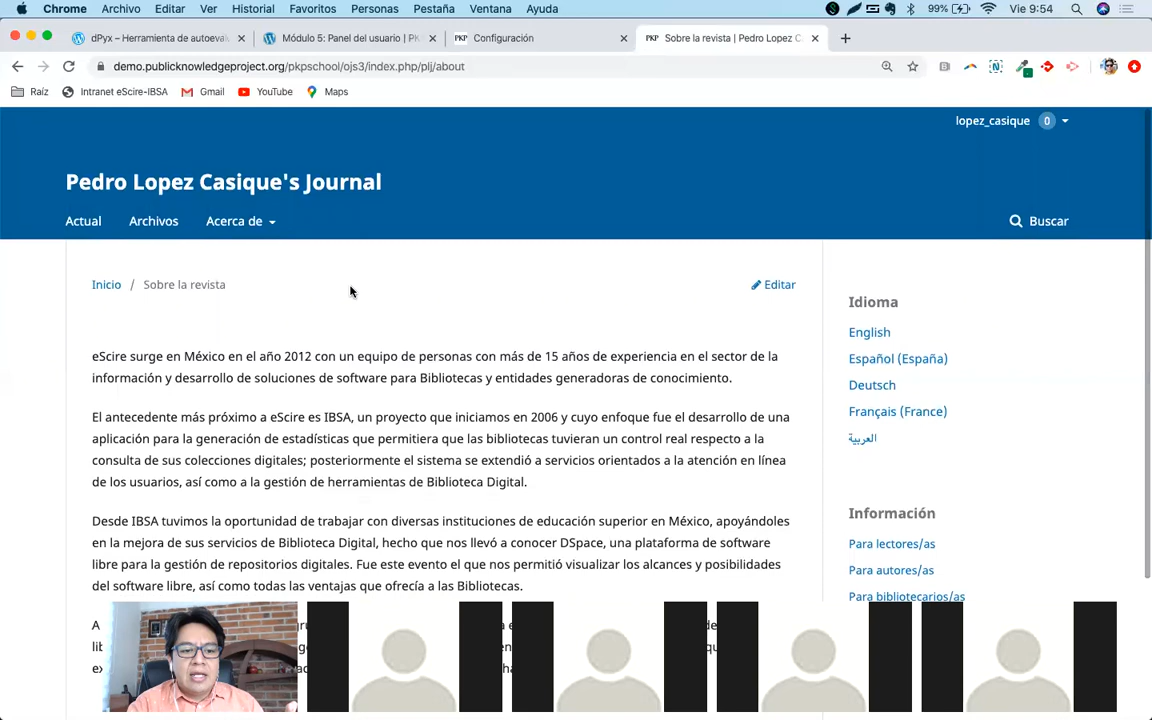 Chrome Archivo Editar Ver Historial Favoritos Personas Pestaña Ventana Ayuda 99% Vie 9:54
dPyx – Herramienta de autoeval
Módulo 5: Panel del usuario | PK
PKP Configuración
PKP Sobre la revista | Pedro Lopez C
demo.publicknowledgeproject.org/pkpschool/ojs3/index.php/plj/about
Raíz Intranet eScire-IBSA Gmail YouTube Maps
lopez_casique 0
Pedro Lopez Casique's Journal
Actual Archivos Acerca de Buscar
Inicio / Sobre la revista Editar
eScire surge en México en el año 2012 con un equipo de personas con más de 15 años de experiencia en el sector de la
información y desarrollo de soluciones de software para Bibliotecas y entidades generadoras de conocimiento.
El antecedente más próximo a eScire es IBSA, un proyecto que iniciamos en 2006 y cuyo enfoque fue el desarrollo de una
aplicación para la generación de estadísticas que permitiera que las bibliotecas tuvieran un control real respecto a la
consulta de sus colecciones digitales; posteriormente el sistema se extendió a servicios orientados a la atención en línea
de los usuarios, así como a la gestión de herramientas de Biblioteca Digital.
Desde IBSA tuvimos la oportunidad de trabajar con diversas instituciones de educación superior en México, apoyándoles
en la mejora de sus servicios de Biblioteca Digital, hecho que nos llevó a conocer DSpace, una plataforma de software
libre para la gestión de repositorios digitales. Fue este evento el que nos permitió visualizar los alcances y posibilidades
del software libre, así como todas las ventajas que ofrecía a las Bibliotecas.
Idioma
English
Español (España)
Deutsch
Français (France)
العربية
Información
Para lectores/as
Para autores/as
Para bibliotecarios/as